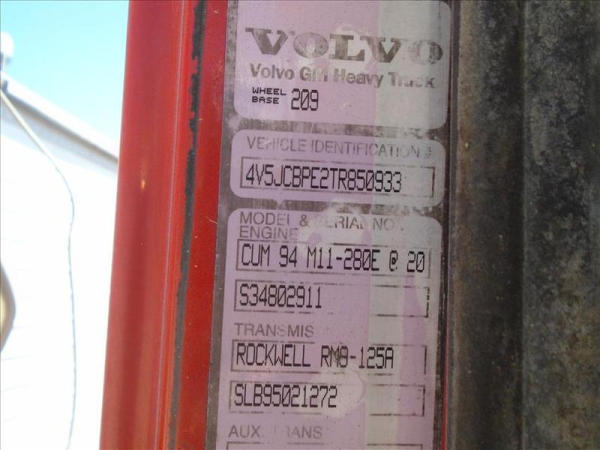 VOLVO
Volvo GM Heavy Truck
WHEEL
BASE 209
VEHICLE IDENTIFICATION #
4V5JCBPE2TR850933
MODEL & SERIAL NO.
ENGINE
CUM 94 M11-280E @ 20
S34802911
TRANSMIS
ROCKWELL RM9-125A
SLB95021272
AUX. TRANS